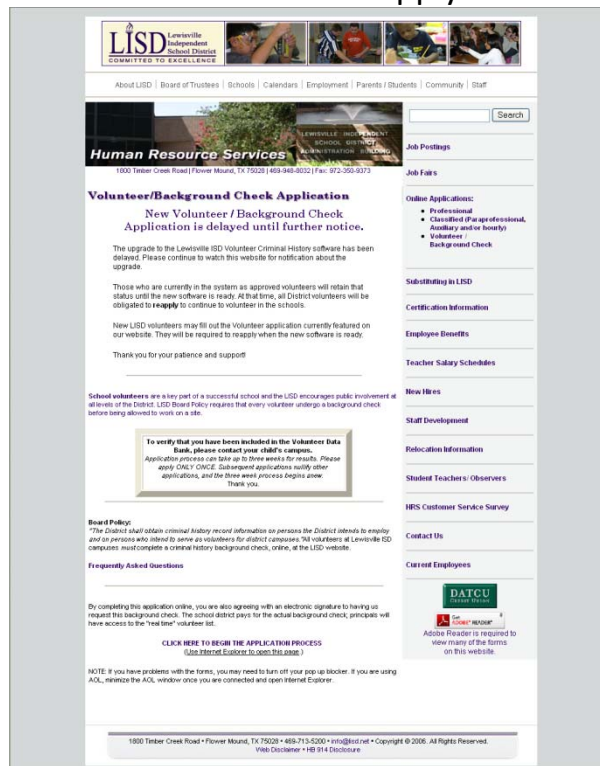 apply
LISD
Lewisville
Independent
School District
COMMITTED TO EXCELLENCE
About LISD | Board of Trustees | Schools | Calendars | Employment | Parents / Students | Community | Staff
LEWISVILLE INDEPENDENT
SCHOOL DISTRICT
ADMINISTRATION BUILDING
Human Resource Services
1800 Timber Creek Road | Flower Mound, TX 75028 | 469-948-8032 | Fax: 972-350-9373
Volunteer/Background Check Application
New Volunteer / Background Check
Application is delayed until further notice.
The upgrade to the Lewisville ISD Volunteer Criminal History software has been
delayed. Please continue to watch this website for notification about the
upgrade.
Those who are currently in the system as approved volunteers will retain that
status until the new software is ready. At that time, all District volunteers will be
obligated to reapply to continue to volunteer in the schools.
New LISD volunteers may fill out the Volunteer application currently featured on
our website. They will be required to reapply when the new software is ready.
Thank you for your patience and support!
School volunteers are a key part of a successful school and the LISD encourages public involvement at
all levels of the District. LISD Board Policy requires that every volunteer undergo a background check
before being allowed to work on a site.
To verify that you have been included in the Volunteer Data
Bank, please contact your child's campus.
Application process can take up to three weeks for results. Please
apply ONLY ONCE. Subsequent applications nullify other
applications, and the three week process begins anew.
Thank you.
Board Policy:
"The District shall obtain criminal history record information on persons the District intends to employ
and on persons who intend to serve as volunteers for district campuses."All volunteers at Lewisville ISD
campuses must complete a criminal history background check, online, at the LISD website.
Frequently Asked Questions
By completing this application online, you are also agreeing with an electronic signature to having us
request this background check. The school district pays for the actual background check; principals will
have access to the "real time" volunteer list.
CLICK HERE TO BEGIN THE APPLICATION PROCESS
(Use Internet Explorer to open this page.)
NOTE: If you have problems with the forms, you may need to turn off your pop up blocker. If you are using
AOL, minimize the AOL window once you are connected and open Internet Explorer.
Search
Job Postings
Job Fairs
Online Applications:
• Professional
• Classified (Paraprofessional,
Auxiliary and/or hourly)
• Volunteer /
Background Check
Substituting in LISD
Certification Information
Employee Benefits
Teacher Salary Schedules
New Hires
Staff Development
Relocation Information
Student Teachers/Observers
HRS Customer Service Survey
Contact Us
Current Employees
DATCU
CREDIT UNION
Get
ADOBE READER
Adobe Reader is required to
view many of the forms
on this website.
1800 Timber Creek Road • Flower Mound, TX 75028 • 469-713-5200 • info@lisd.net • Copyright © 2006. All Rights Reserved.
Web Disclaimer • HB 914 Disclosure